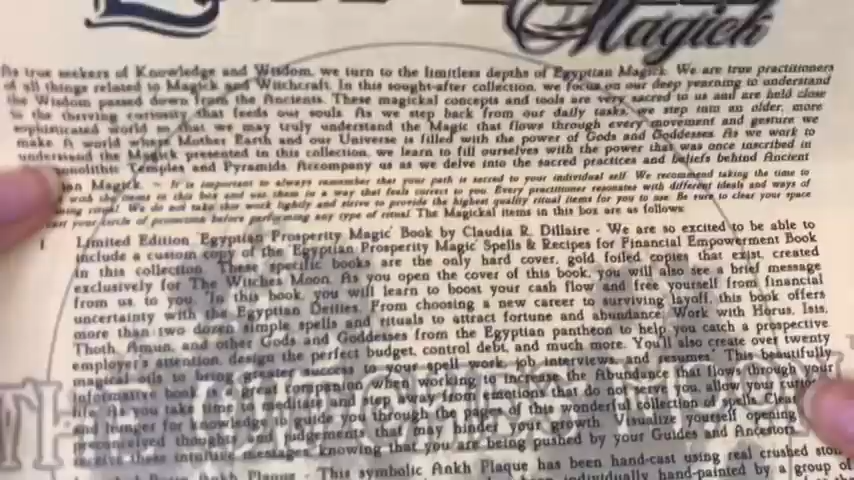 Magick
As true seekers of Knowledge and Wisdom, we turn to the limitless depths of Egyptian Magick. We are true practitioners
of all things related to Magick and Witchcraft. In this sought-after collection, we focus on our deep yearning to understand
the Wisdom passed down from the Ancients. These magickal concepts and tools are very sacred to us and are held close
to the thriving curiosity that feeds our souls. As we step back from our daily tasks, we step into an older, more
sophisticated world so that we may truly understand the Magic that flows through every movement and gesture we
make. A world where Mother Earth and our Universe is filled with the power of Gods and Goddesses. As we work to
understand the Magick presented in this collection, we learn to fill ourselves with the power that was once inscribed in
Monolithic Temples and Pyramids. Accompany us as we delve into the sacred practices and beliefs behind Ancient
Magick. ~ It is important to always remember that your path is sacred to your individual self. We recommend taking the time to
work the items in this box and use them in a way that feels correct to you. Every practitioner resonates with different ideals and ways of
ritual. We do not take this work lightly and strive to provide the highest quality ritual items for you to use. Be sure to clear your space
your circle of protection before performing any type of ritual. The Magickal items in this box are as follows:
Limited Edition 'Egyptian Prosperity Magic' Book by Claudia R. Dillaire - We are so excited to be able to
include a custom copy of the 'Egyptian Prosperity Magic' Spells & Recipes for Financial Empowerment Book
in this collection. These specific books are the only hard cover, gold foiled copies that exist, created
exclusively for The Witches Moon. As you open the cover of this book, you will also see a brief message
from us to you. In this book, you will learn to boost your cash flow and free yourself from financial
uncertainty with the Egyptian Deities. From choosing a new career to surviving layoff, this book offers
more than two dozen simple spells and rituals to attract fortune and abundance. Work with Horus, Isis,
Thoth, Amun, and other Gods and Goddesses from the Egyptian pantheon to help you catch a prospective
employer's attention, design the perfect budget, control debt, and much more. You'll also create over twenty
magical oils to bring greater success to your spell work, job interviews, and resumes. This beautifully
informative book is a great companion when working to increase the Abundance that flows through your
life. As you take time to meditate and step away from emotions that do not serve you, allow your
and hunger for knowledge to guide you through the pages of this wonderful collection of spells. Clear
preconceived thoughts and judgements that may hinder your growth. Visualize yourself opening
receive these intuitive messages, knowing that you are being pushed by your Guides and Ancestors.
Ankh Plaque - This symbolic Ankh Plaque has been hand-cast using real crushed
individually hand-painted by a group of